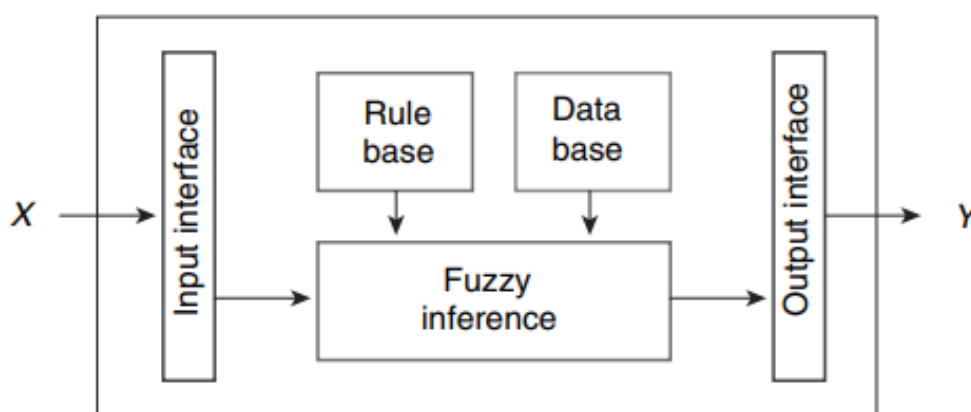 X
Input interface
Rule
base
Data
base
Fuzzy
inference
Output interface
Y